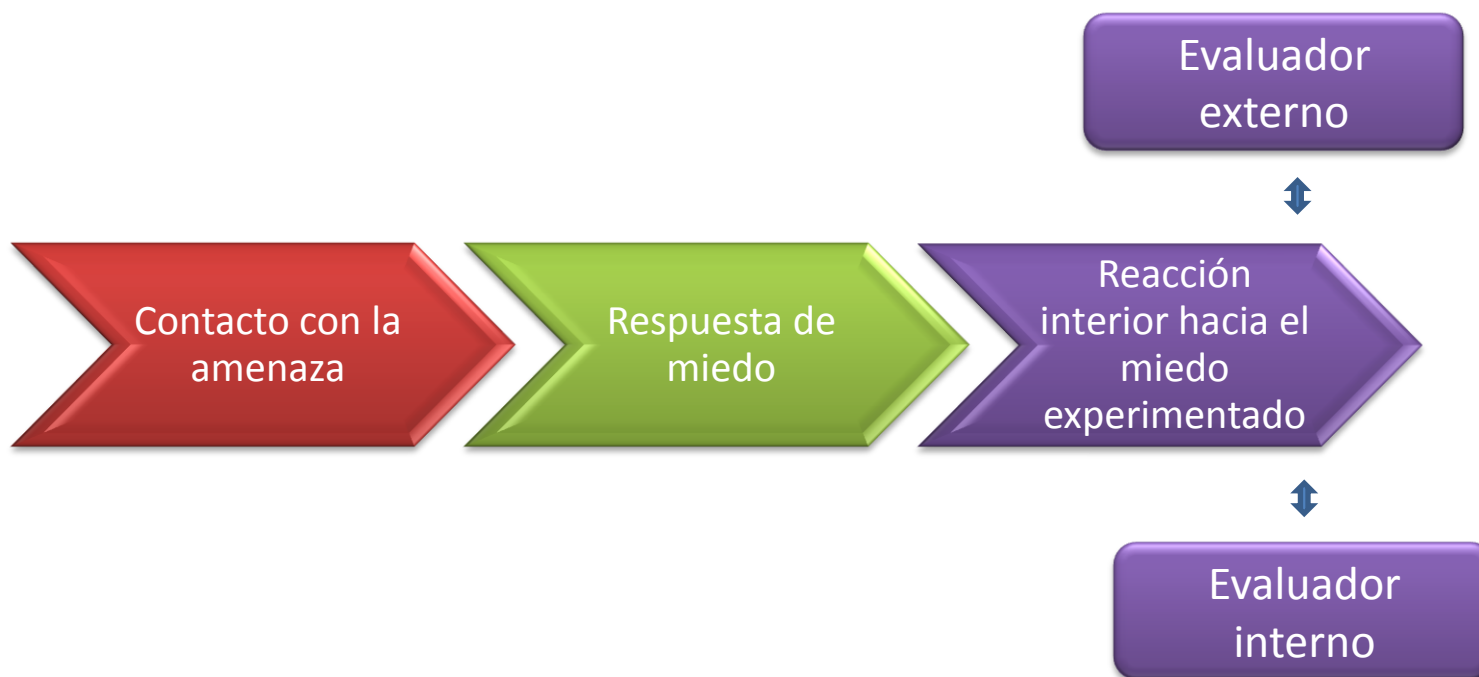 Evaluador
externo
Contacto con la
amenaza
Respuesta de
miedo
Reacción
interior hacia el
miedo
experimentado
Evaluador
interno